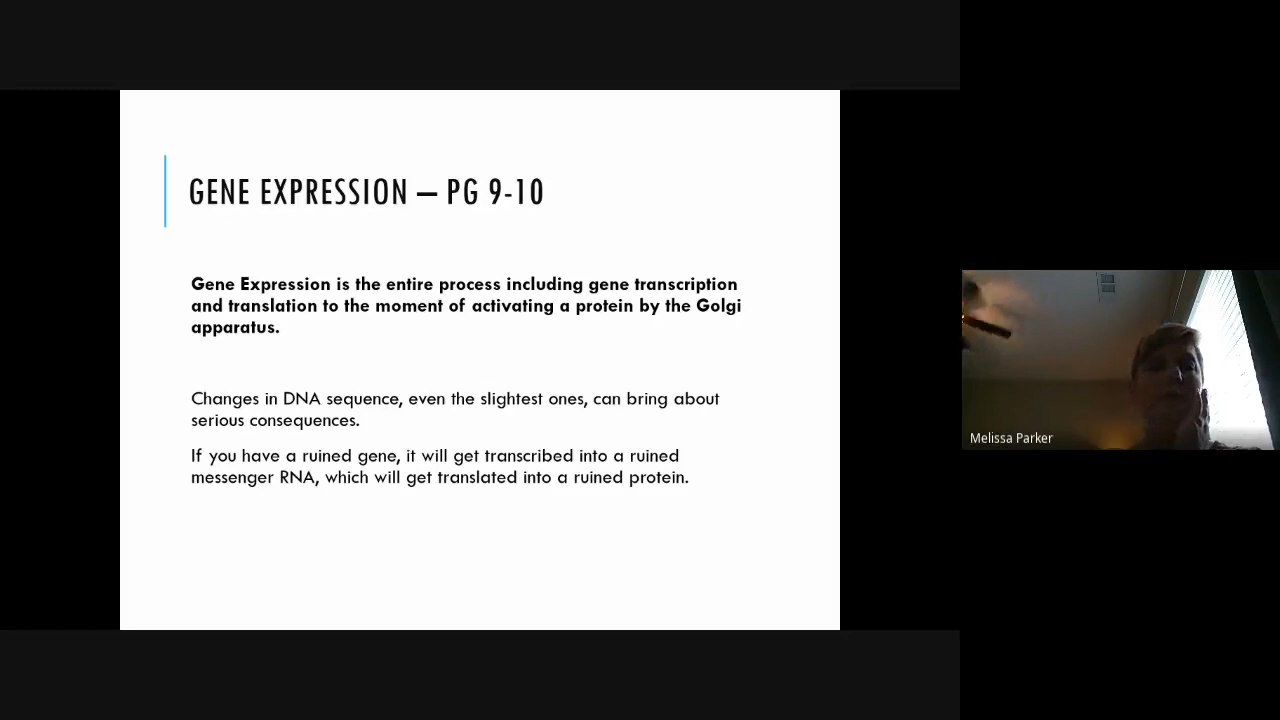 GENE EXPRESSION – PG 9-10
Gene Expression is the entire process including gene transcription
and translation to the moment of activating a protein by the Golgi
apparatus.
Changes in DNA sequence, even the slightest ones, can bring about
serious consequences.
If you have a ruined gene, it will get transcribed into a ruined
messenger RNA, which will get translated into a ruined protein.
Melissa Parker